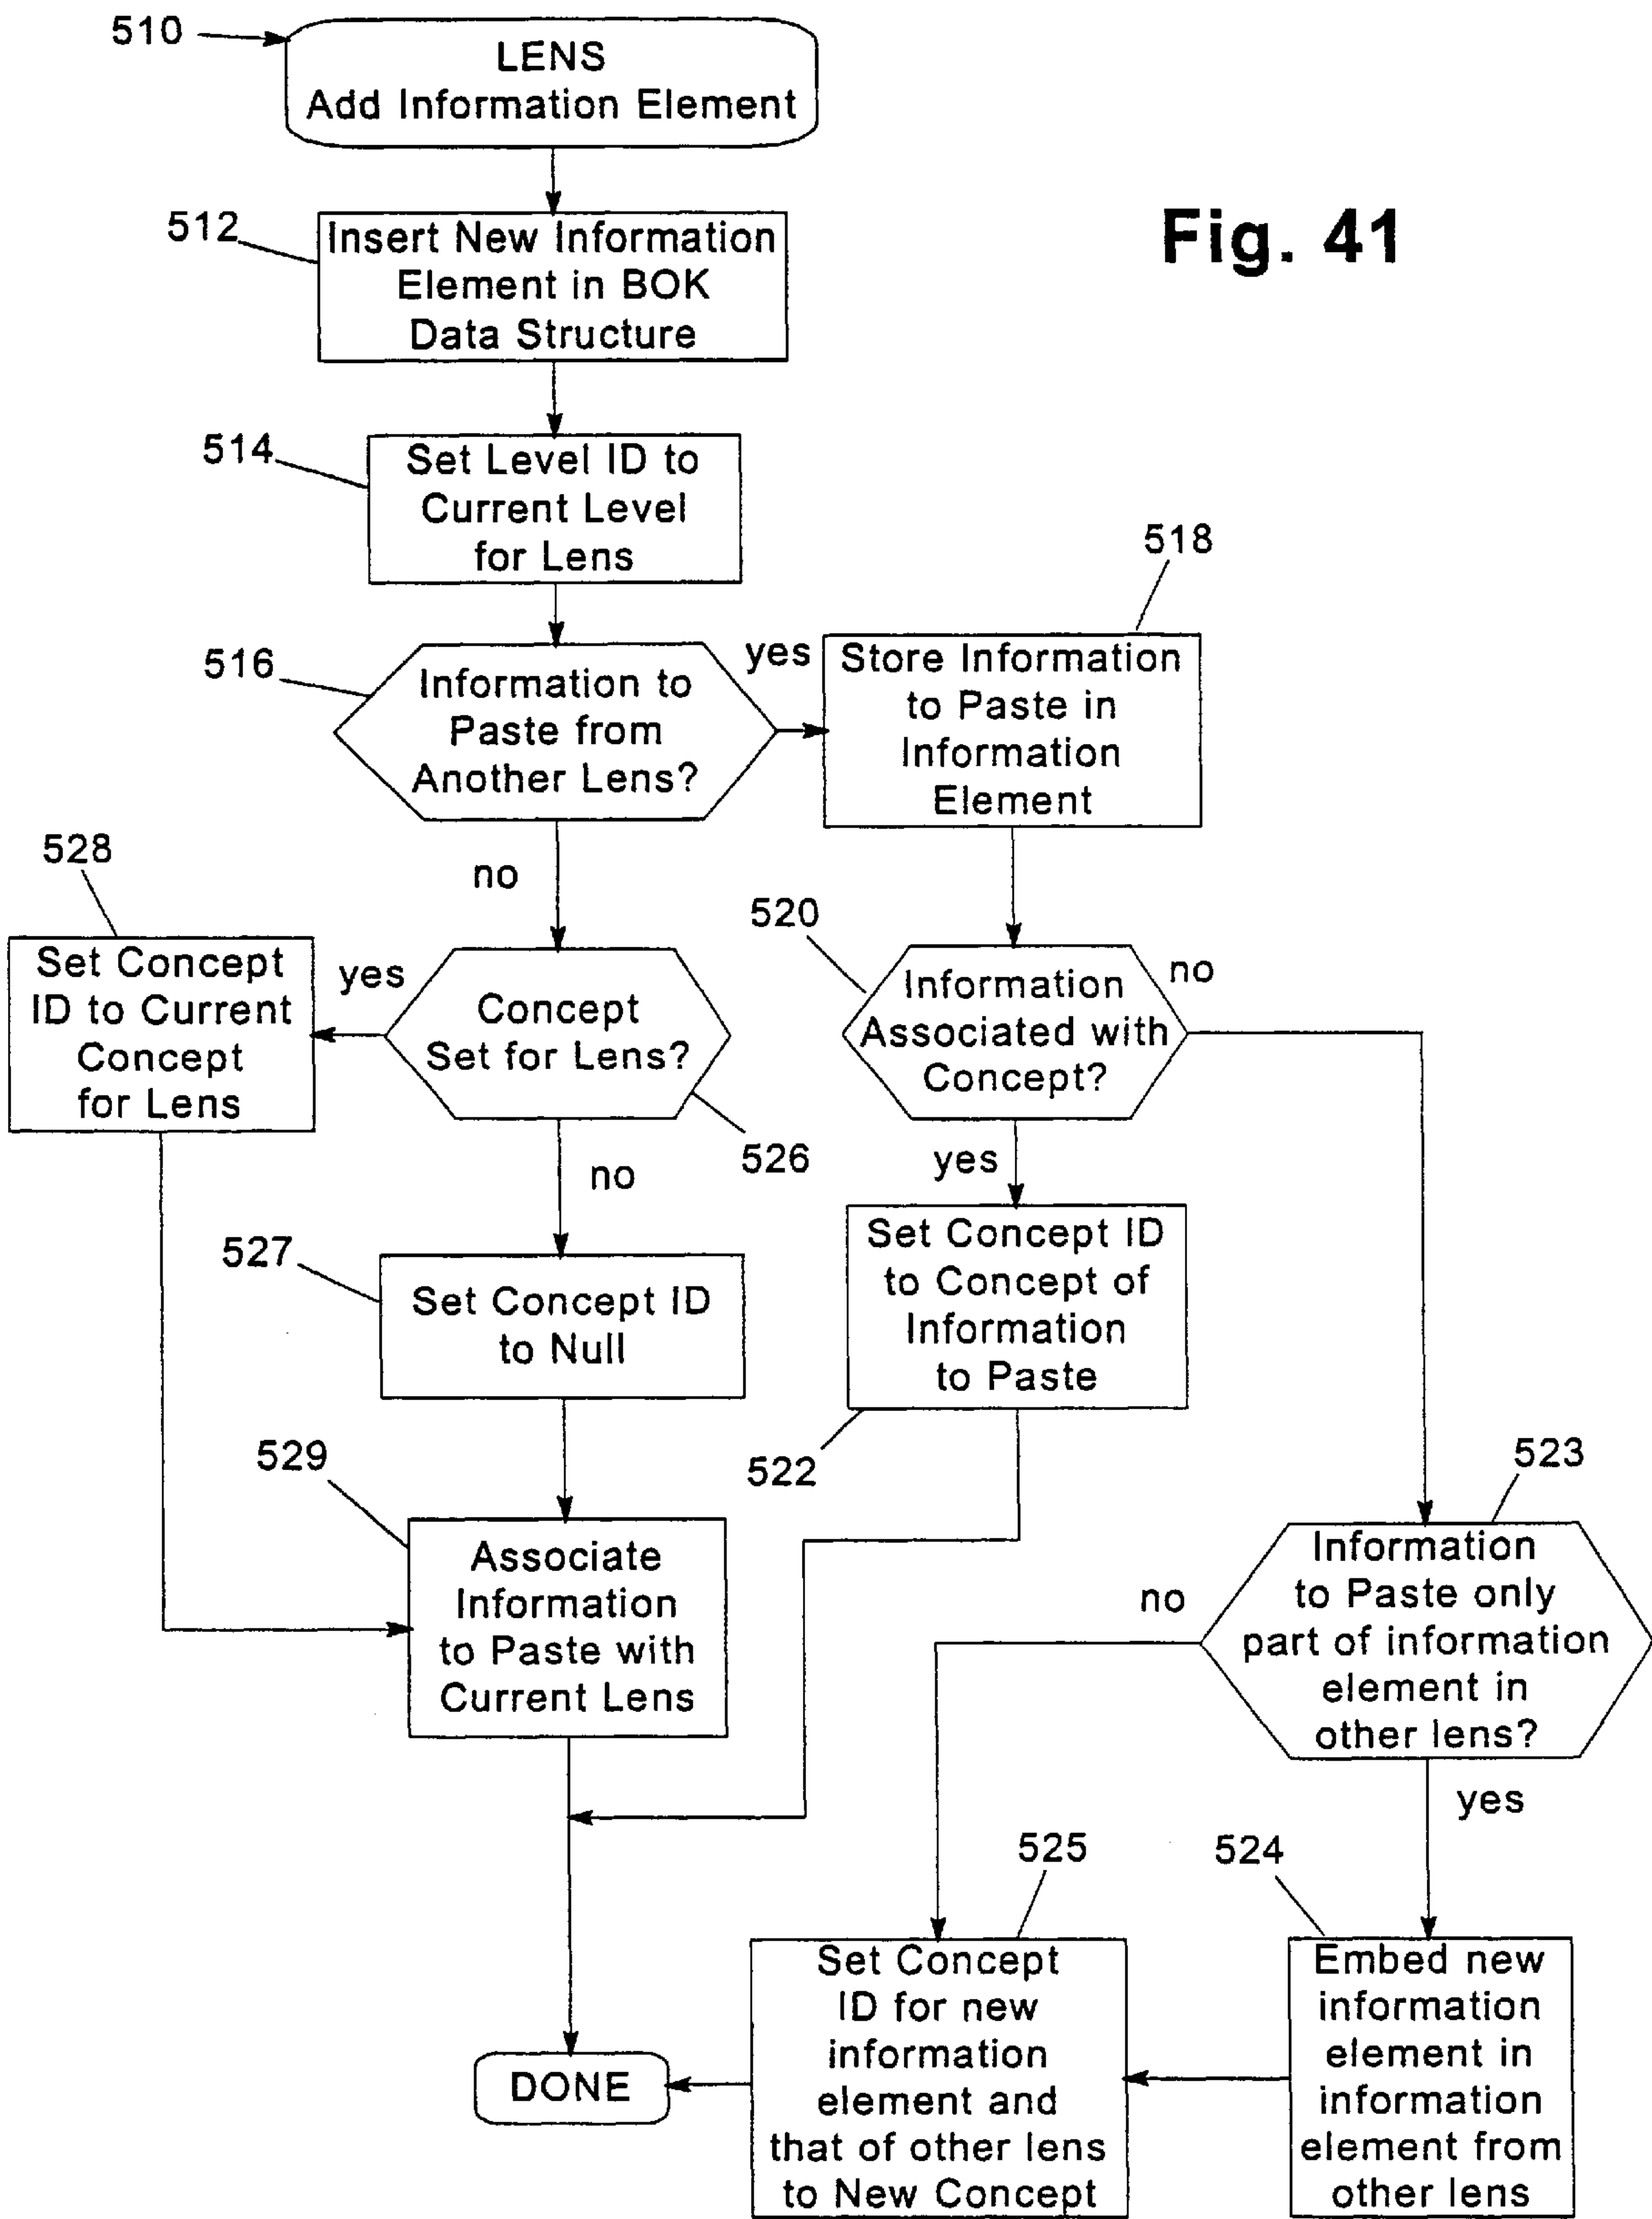 510
LENS
Add Information Element
Fig. 41
512
Insert New Information
Element in BOK
Data Structure
514
Set Level ID to
Current Level
for Lens
516
Information to
Paste from
Another Lens?
yes
518
Store Information
to Paste in
Information
Element
no
528
Set Concept
ID to Current
Concept
for Lens
yes
Concept
Set for Lens?
526
520
Information
Associated with
Concept?
no
no
yes
527
Set Concept ID
to Null
Set Concept ID
to Concept of
Information
to Paste
522
529
Associate
Information
to Paste with
Current Lens
523
Information
to Paste only
part of information
element in
other lens?
no
yes
525
Set Concept
ID for new
information
element and
that of other lens
to New Concept
524
Embed new
information
element in
information
element from
other lens
DONE